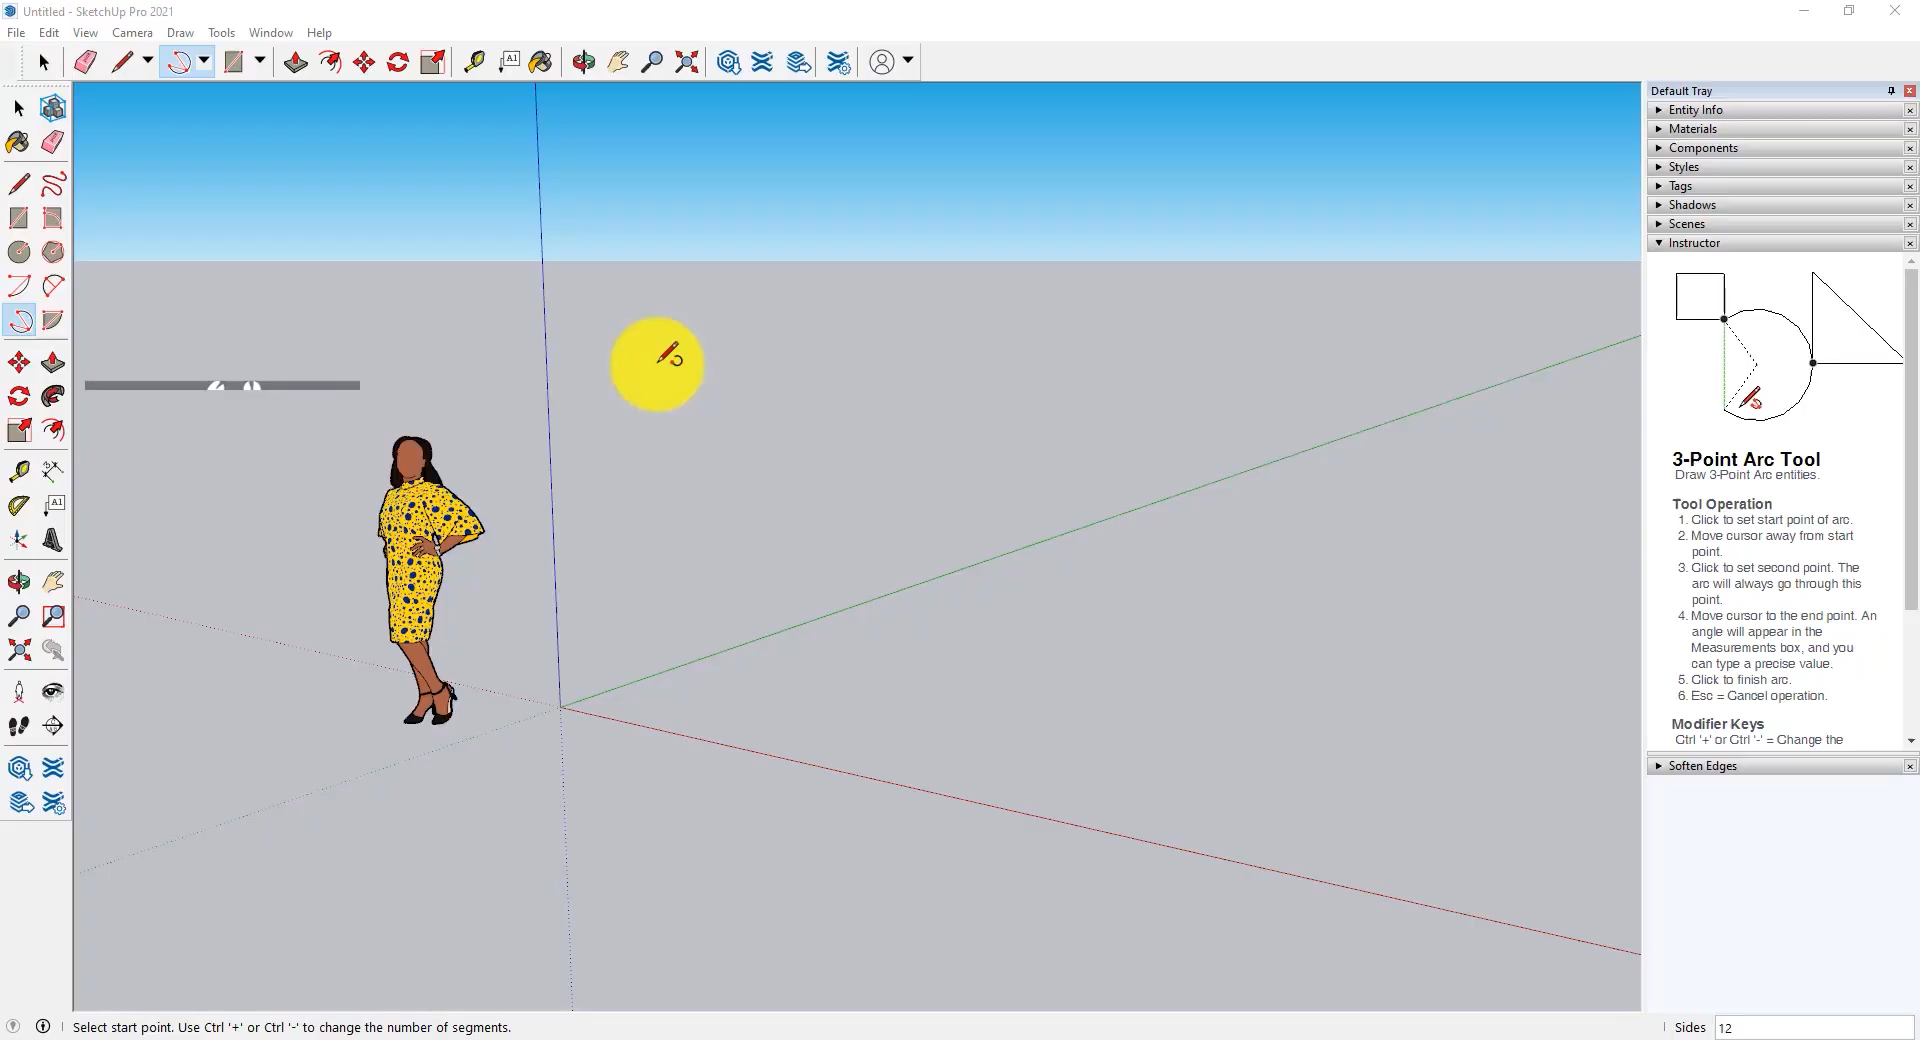 Untitled - SketchUp Pro 2021
File Edit View Camera Draw Tools Window Help
A1
Default Tray
Entity Info
Materials
Components
Styles
Tags
Shadows
Scenes
Instructor
A1
3-Point Arc Tool
Draw 3-Point Arc entities.
Tool Operation
1. Click to set start point of arc.
2. Move cursor away from start
point.
3. Click to set second point. The
arc will always go through this
point.
4. Move cursor to the end point. An
angle will appear in the
Measurements box, and you
can type a precise value.
5. Click to finish arc.
6. Esc = Cancel operation.
Modifier Keys
Ctrl '+' or Ctrl '-' = Change the
Soften Edges
Select start point. Use Ctrl '+' or Ctrl '-' to change the number of segments.
Sides 12